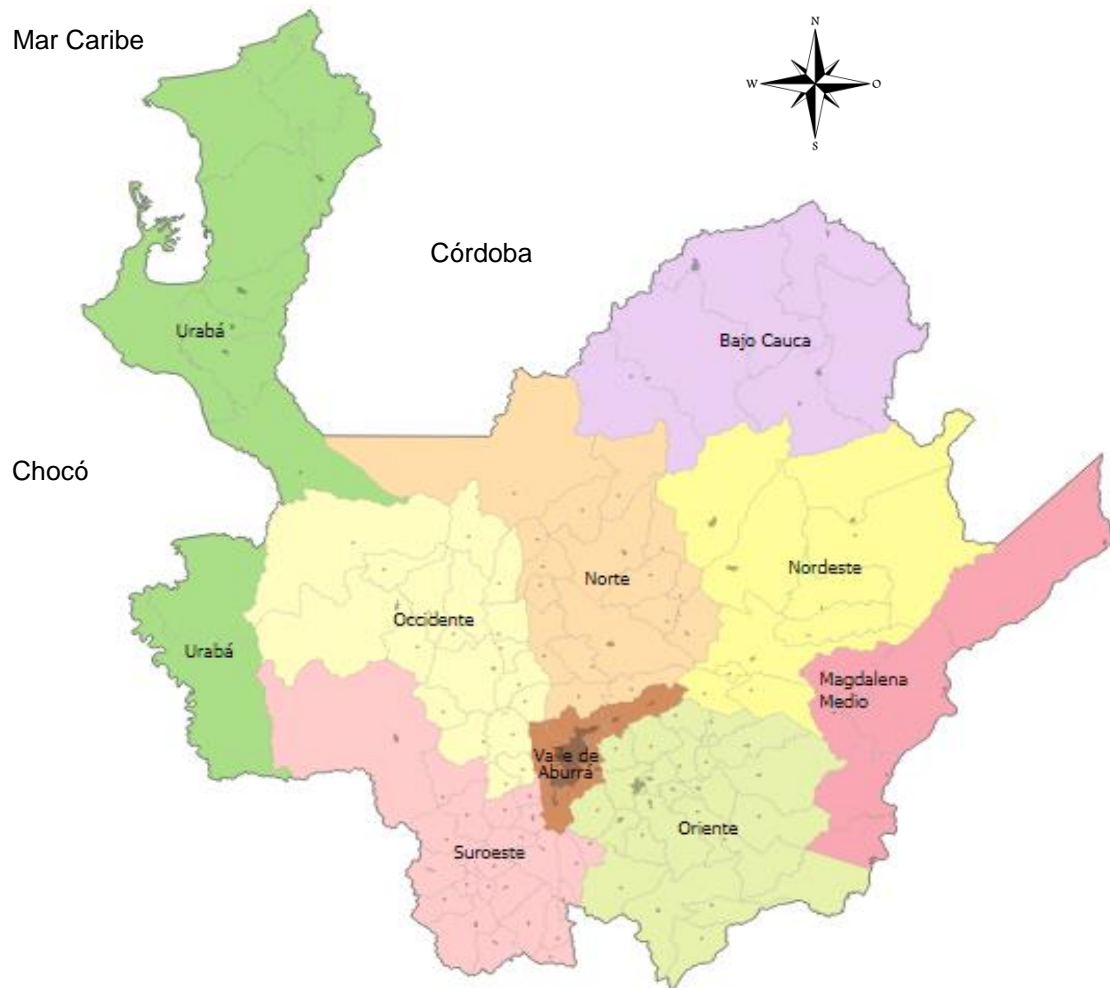 Mar Caribe
N
W
O
S
Córdoba
Urabá
Bajo Cauca
Chocó
Norte
Nordeste
Occidente
Urabá
Magdalena
Medio
Valle de
Aburrá
Oriente
Suroeste